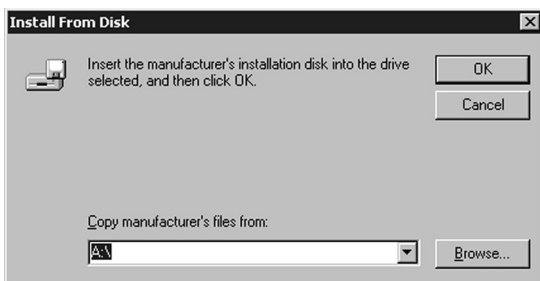 Install From Disk
Insert the manufacturer's installation disk into the drive
selected, and then click OK.
OK
Cancel
Copy manufacturer's files from:
A:\
Browse...